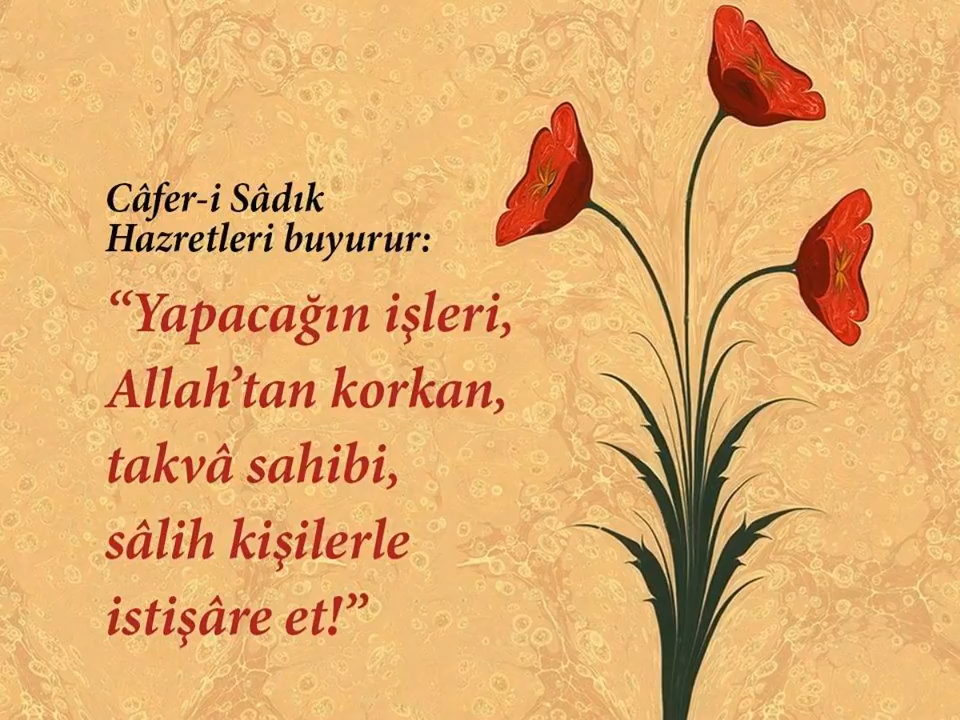 Câfer-i Sâdık
Hazretleri buyurur:
“Yapacağın işleri,
Allah’tan korkan,
takvâ sahibi,
sâlih kişilerle
istişâre et!”